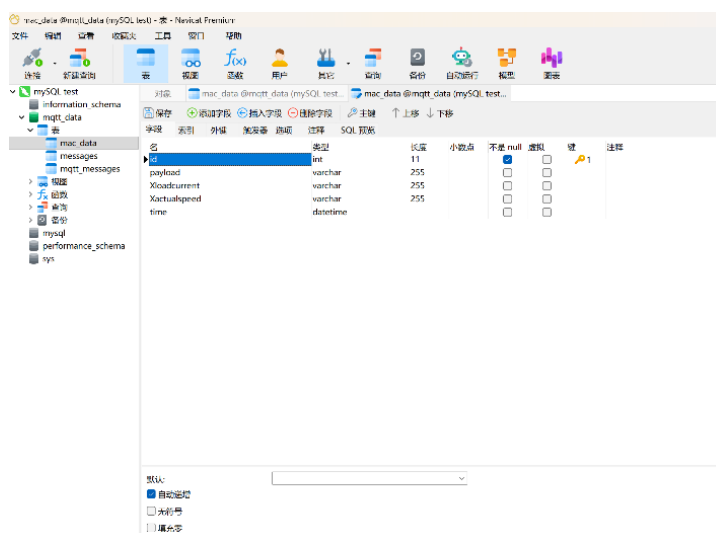 mac_data @mqtt_data (mySQL test) - 表 - Navicat Premium
文件 编辑 查看 收藏夹 工具 窗口 帮助
连接 新建查询 表 视图 函数 用户 其它 查询 备份 自动运行 模型 图表
mySQL test
information_schema
mqtt_data
表
mac_data
messages
mqtt_messages
视图
函数
查询
备份
mysql
performance_schema
sys
对象 mac_data @mqtt_data (mySQL test... mac_data @mqtt_data (mySQL test...
保存 添加字段 插入字段 删除字段 主键 上移 下移
字段 索引 外键 触发器 选项 注释 SQL 预览
名 类型 长度 小数点 不是 null 虚拟 键 注释
id int 11 1
payload varchar 255
Xloadcurrent varchar 255
Xactualspeed varchar 255
time datetime
默认:
自动递增
无符号
填充零